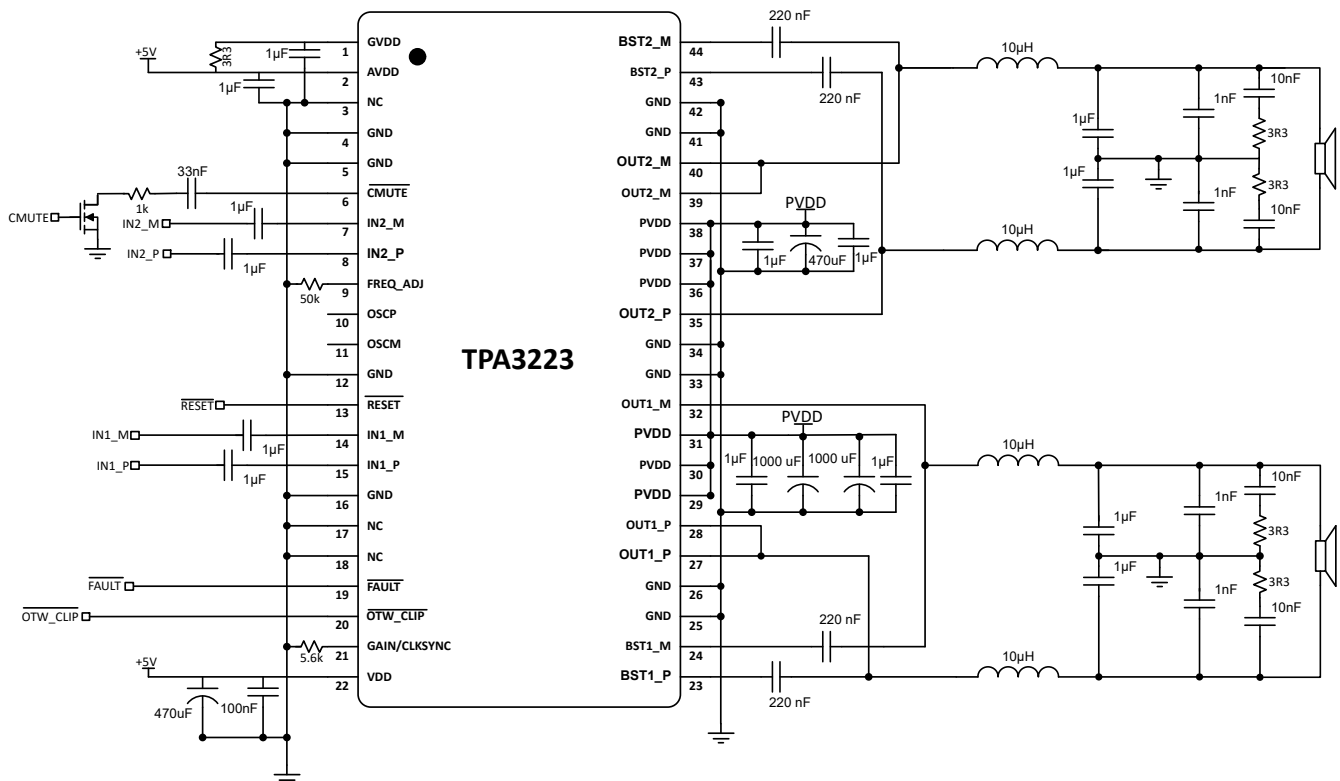 +5V
3R3
1µF
1µF
GVDD
1
AVDD
2
NC
3
GND
4
GND
5
33nF
CMUTE
6
CMUTE
1k
1µF
IN2_M
IN2_M
7
IN2_P
1µF
IN2_P
8
50k
FREQ_ADJ
9
OSCP
10
OSCM
11
GND
12
RESET
RESET
13
IN1_M
1µF
IN1_M
14
IN1_P
1µF
IN1_P
15
GND
16
NC
17
NC
18
FAULT
FAULT
19
OTW_CLIP
OTW_CLIP
20
5.6k
GAIN/CLKSYNC
21
+5V
VDD
22
470uF
100nF
TPA3223
BST2_M
44
BST2_P
43
GND
42
GND
41
OUT2_M
40
OUT2_M
39
PVDD
38
PVDD
37
PVDD
36
OUT2_P
35
GND
34
GND
33
OUT1_M
32
PVDD
31
PVDD
30
PVDD
29
OUT1_P
28
OUT1_P
27
GND
26
GND
25
BST1_M
24
BST1_P
23
220 nF
220 nF
PVDD
1µF
470uF
1µF
PVDD
1µF
1000 uF
1000 uF
1µF
220 nF
220 nF
10µH
10µH
1µF
1µF
1nF
1nF
10nF
3R3
3R3
10nF
10µH
10µH
1µF
1µF
1nF
1nF
10nF
3R3
3R3
10nF